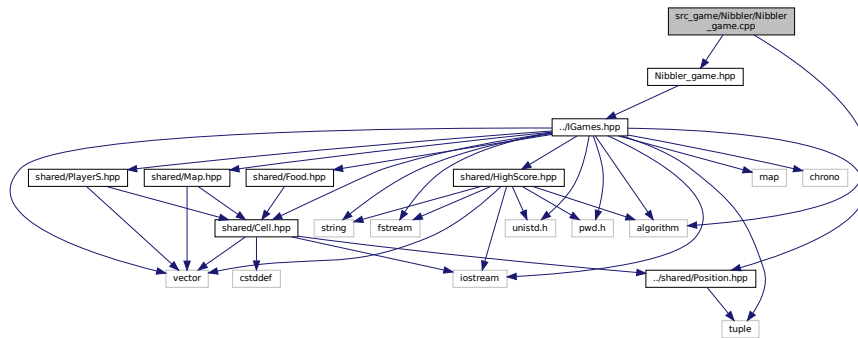 src_game/Nibbler/Nibbler
_game.cpp
Nibbler_game.hpp
../IGames.hpp
shared/PlayerS.hpp
shared/Map.hpp
shared/Food.hpp
shared/HighScore.hpp
map
chrono
shared/Cell.hpp
string
fstream
unistd.h
pwd.h
algorithm
vector
cstddef
iostream
../shared/Position.hpp
tuple